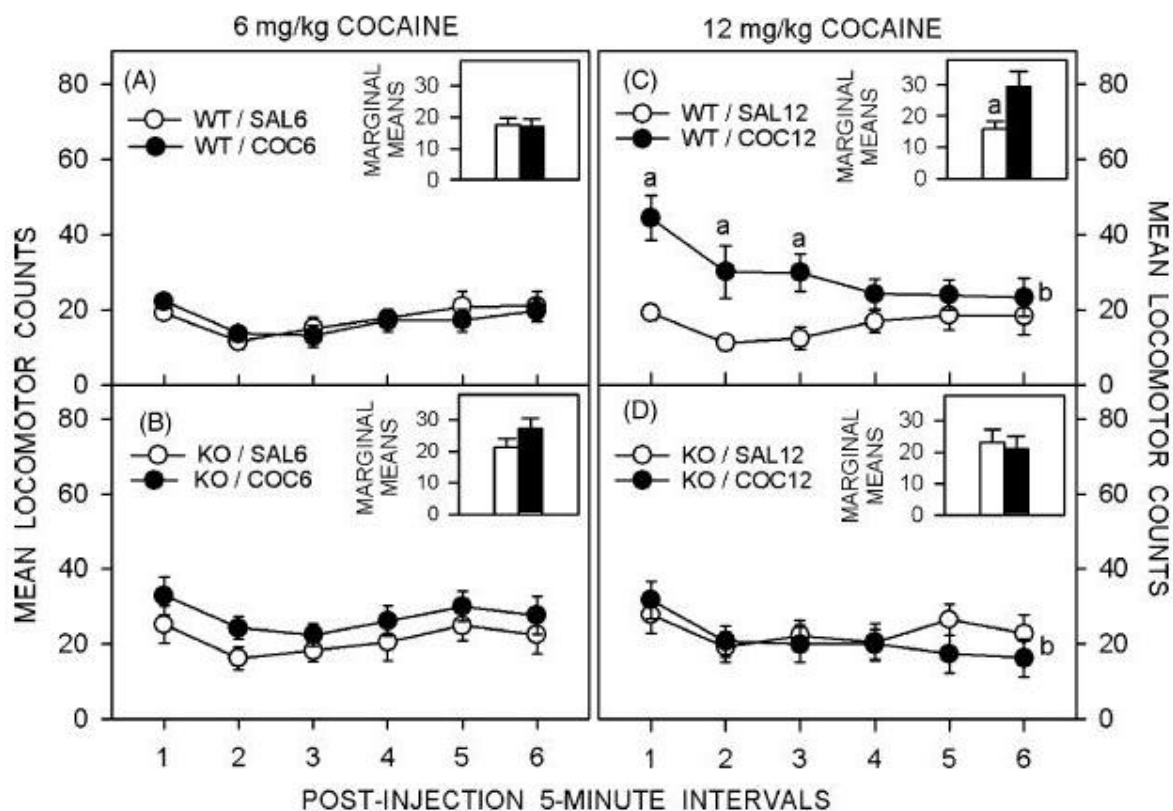 6 mg/kg COCAINE
12 mg/kg COCAINE
MEAN LOCOMOTOR COUNTS
(A)
WT / SAL6
WT / COC6
MARGINAL
MEANS
30
20
10
0
80
60
40
20
0
(C)
WT / SAL12
WT / COC12
MARGINAL
MEANS
30
20
10
0
a
a
a
a
b
80
60
40
20
0
MEAN LOCOMOTOR COUNTS
(B)
KO / SAL6
KO / COC6
MARGINAL
MEANS
30
20
10
0
80
60
40
20
0
(D)
KO / SAL12
KO / COC12
MARGINAL
MEANS
30
20
10
0
b
80
60
40
20
0
1 2 3 4 5 6
1 2 3 4 5 6
POST-INJECTION 5-MINUTE INTERVALS